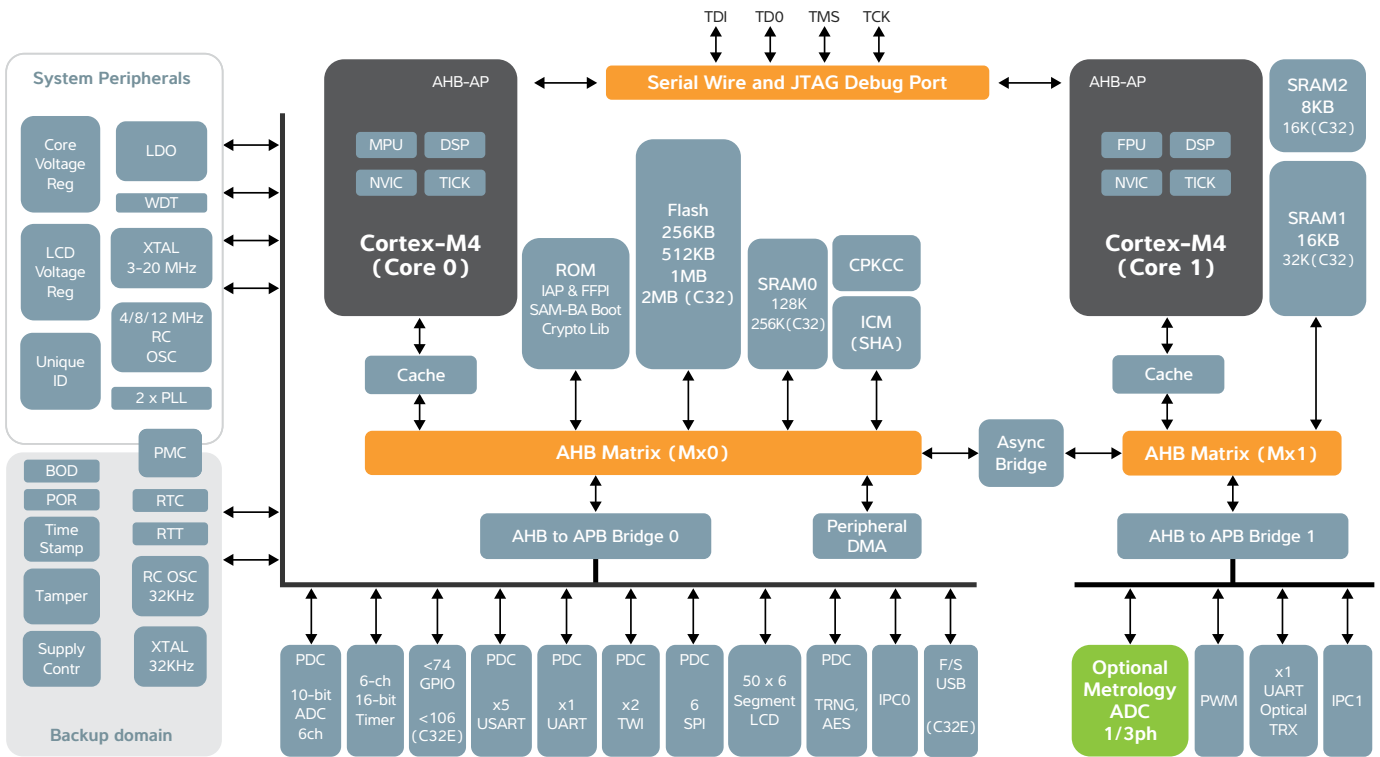 TDI
TD0
TMS
TCK
Serial Wire and JTAG Debug Port
System Peripherals
Core
Voltage
Reg
LDO
WDT
LCD
Voltage
Reg
XTAL
3-20 MHz
4/8/12 MHz
RC
OSC
Unique
ID
2 x PLL
PMC
BOD
POR
RTC
Time
Stamp
RTT
Tamper
RC OSC
32KHz
Supply
Contr
XTAL
32KHz
Backup domain
AHB-AP
MPU
DSP
NVIC
TICK
Cortex-M4
(Core 0)
Cache
ROM
IAP & FFPI
SAM-BA Boot
Crypto Lib
Flash
256KB
512KB
1MB
2MB (C32)
SRAM0
128K
256K(C32)
CPKCC
ICM
(SHA)
AHB-AP
FPU
DSP
NVIC
TICK
Cortex-M4
(Core 1)
Cache
SRAM2
8KB
16K(C32)
SRAM1
16KB
32K(C32)
AHB Matrix (Mx0)
Async
Bridge
AHB Matrix (Mx1)
AHB to APB Bridge 0
Peripheral
DMA
AHB to APB Bridge 1
PDC
10-bit
ADC
6ch
6-ch
16-bit
Timer
<74
GPIO
<106
(C32E)
PDC
x5
USART
PDC
x1
UART
PDC
x2
TWI
PDC
6
SPI
50 x 6
Segment
LCD
PDC
TRNG,
AES
IPC0
F/S
USB
(C32E)
Optional
Metrology
ADC
1/3ph
PWM
x1
UART
Optical
TRX
IPC1